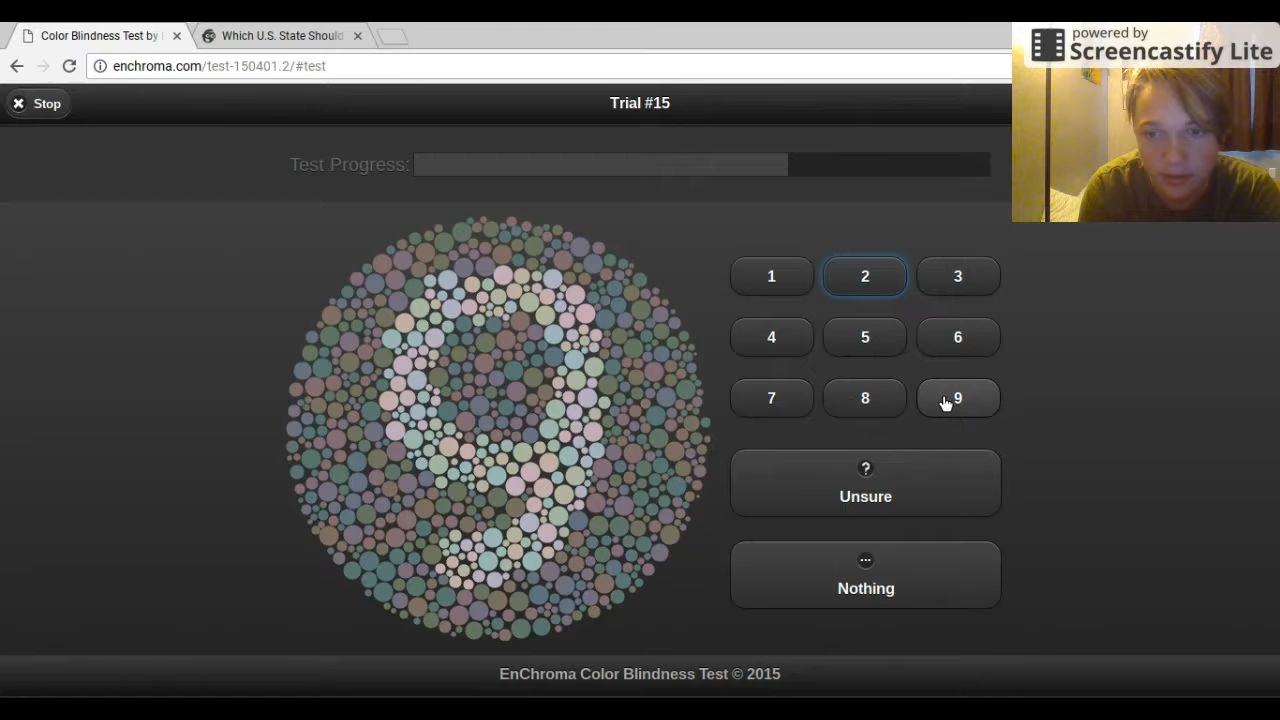 powered by
Screencastify Lite
Color Blindness Test by
Which U.S. State Should
enchroma.com/test-150401.2/#test
Stop
Trial #15
Test Progress:
9
1 2 3
4 5 6
7 8 9
?
Unsure
...
Nothing
EnChroma Color Blindness Test © 2015